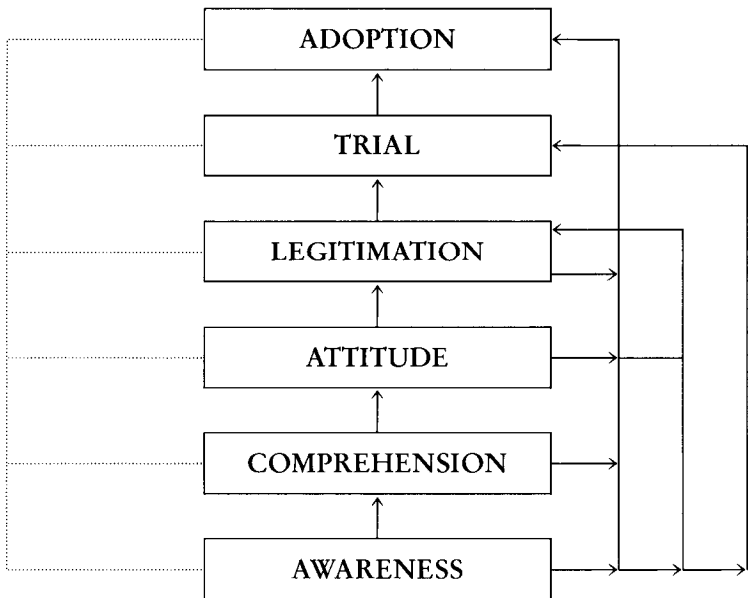 ADOPTION
TRIAL
LEGITIMATION
ATTITUDE
COMPREHENSION
AWARENESS